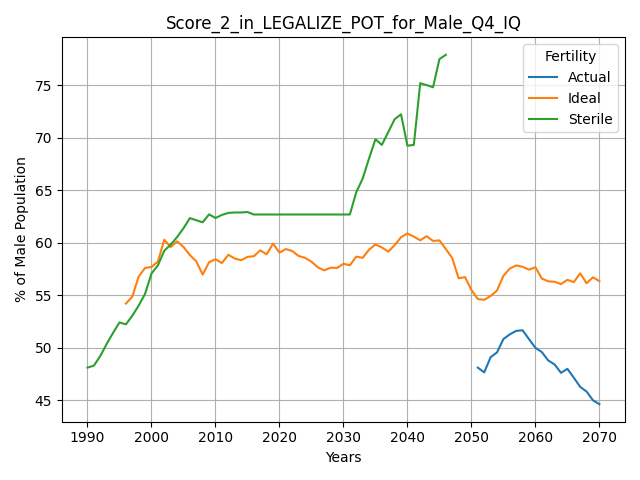 Score_2_in_LEGALIZE_POT_for_Male_Q4_IQ
Fertility
Actual
Ideal
Sterile
% of Male Population
75
70
65
60
55
50
45
1990 2000 2010 2020 2030 2040 2050 2060 2070
Years